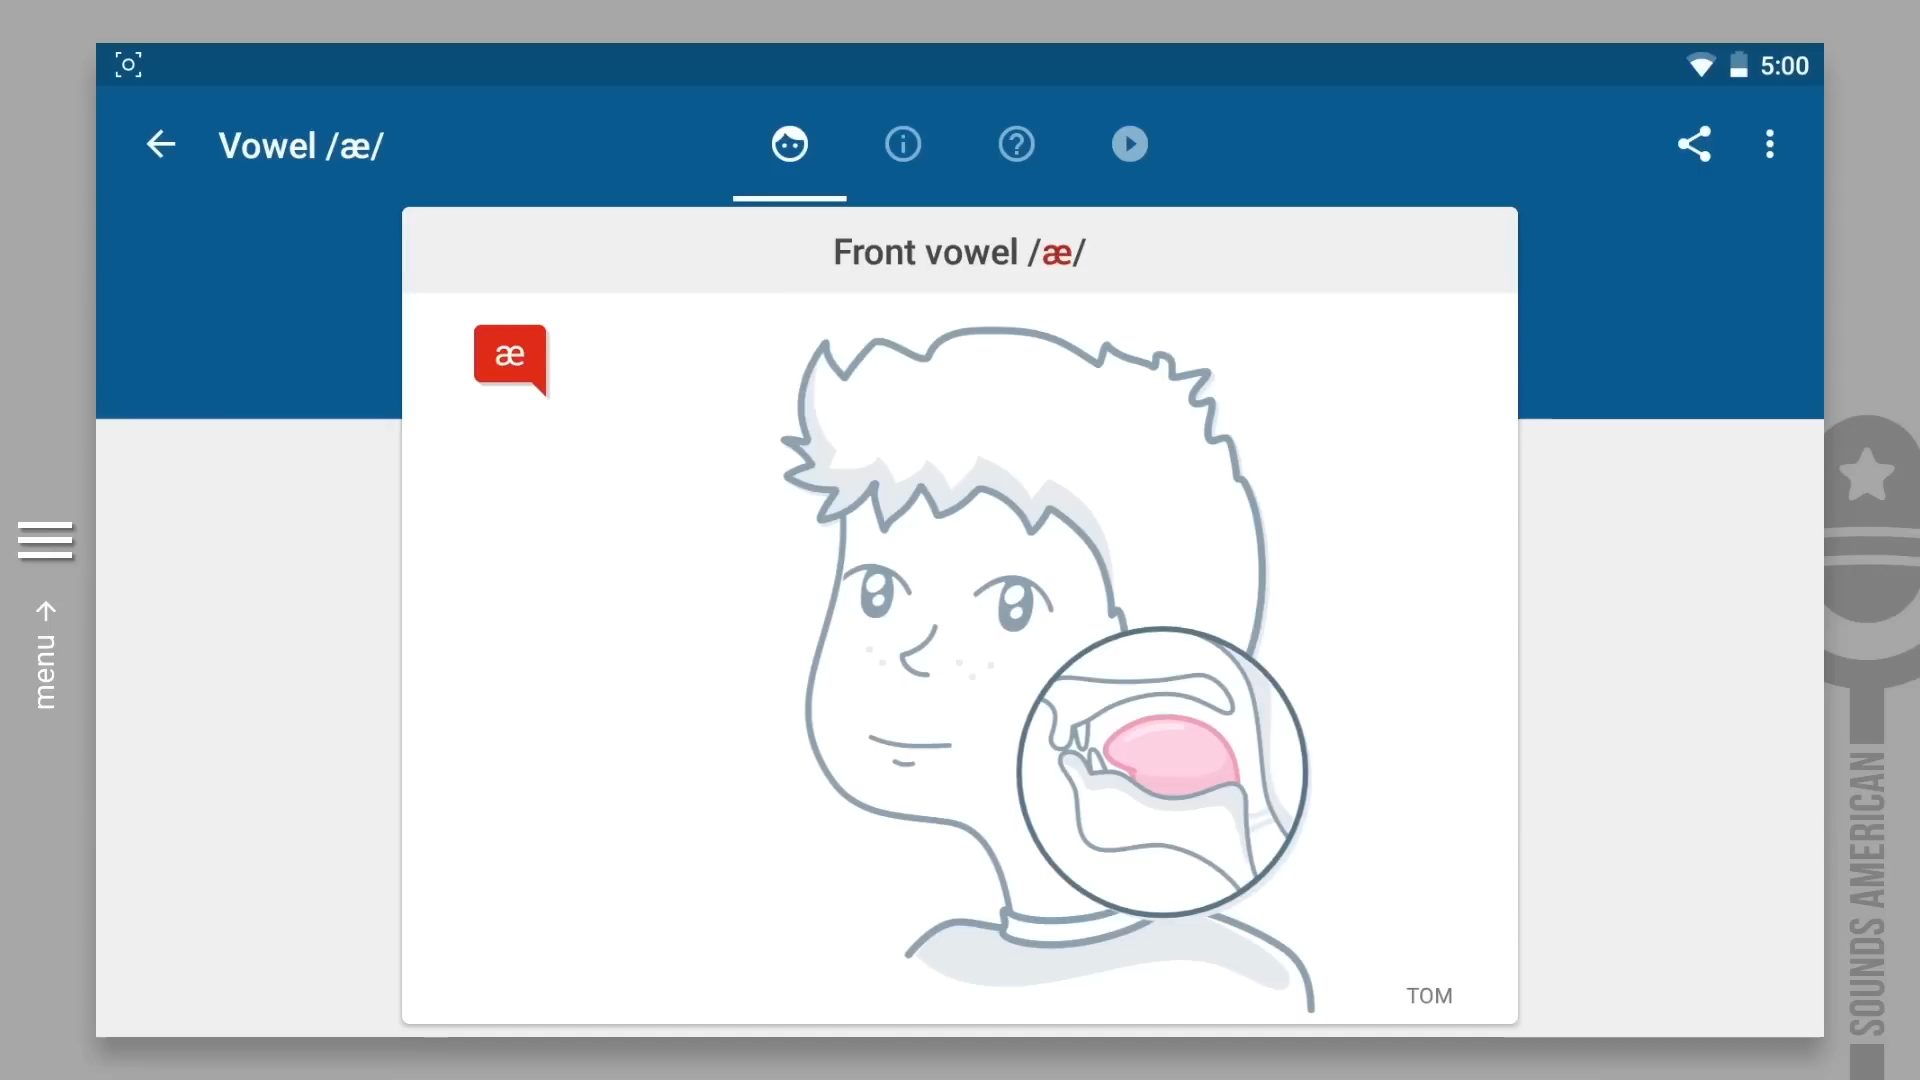 5:00
Vowel /æ/
Front vowel /æ/
æ
menu
TOM
SOUNDS AMERICAN